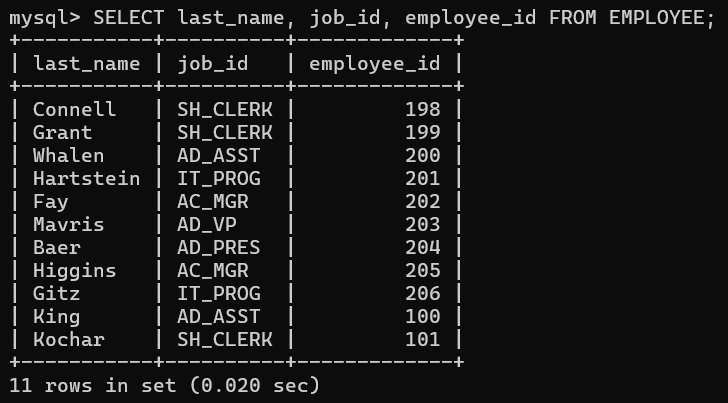 mysql> SELECT last_name, job_id, employee_id FROM EMPLOYEE;
+-----------+----------+-------------+
| last_name | job_id   | employee_id |
+-----------+----------+-------------+
| Connell   | SH_CLERK |         198 |
| Grant     | SH_CLERK |         199 |
| Whalen    | AD_ASST  |         200 |
| Hartstein | IT_PROG  |         201 |
| Fay       | AC_MGR   |         202 |
| Mavris    | AD_VP    |         203 |
| Baer      | AD_PRES  |         204 |
| Higgins   | AC_MGR   |         205 |
| Gitz      | IT_PROG  |         206 |
| King      | AD_ASST  |         100 |
| Kochar    | SH_CLERK |         101 |
+-----------+----------+-------------+
11 rows in set (0.020 sec)